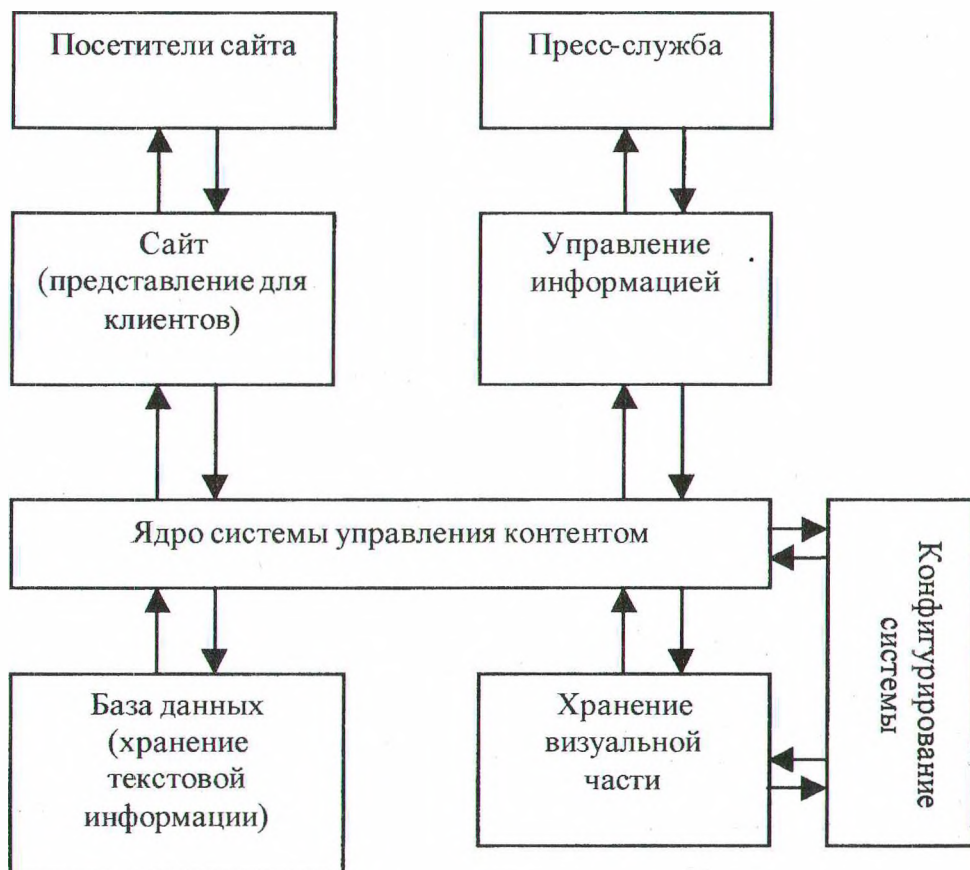 Посетители сайта
Пресс-служба
Сайт
(представление для
клиентов)
Управление
информацией
Ядро системы управления контентом
Конфигурирование
системы
База данных
(хранение
текстовой
информации)
Хранение
визуальной
части